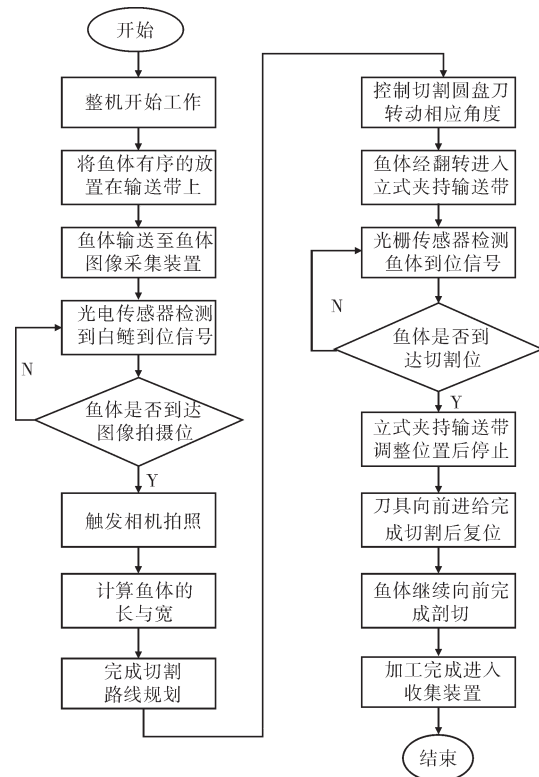 开始
整机开始工作
将鱼体有序的放
置在输送带上
鱼体输送至鱼体
图像采集装置
光电传感器检测
到白鲢到位信号
N
鱼体是否到达
图像拍摄位
Y
触发相机拍照
计算鱼体的
长与宽
完成切割
路线规划
控制切割圆盘刀
转动相应角度
鱼体经翻转进入
立式夹持输送带
光栅传感器检测
鱼体到位信号
N
鱼体是否到
达切割位
Y
立式夹持输送带
调整位置后停止
刀具向前进给完
成切割后复位
鱼体继续向前完
成剖切
加工完成进入
收集装置
结束